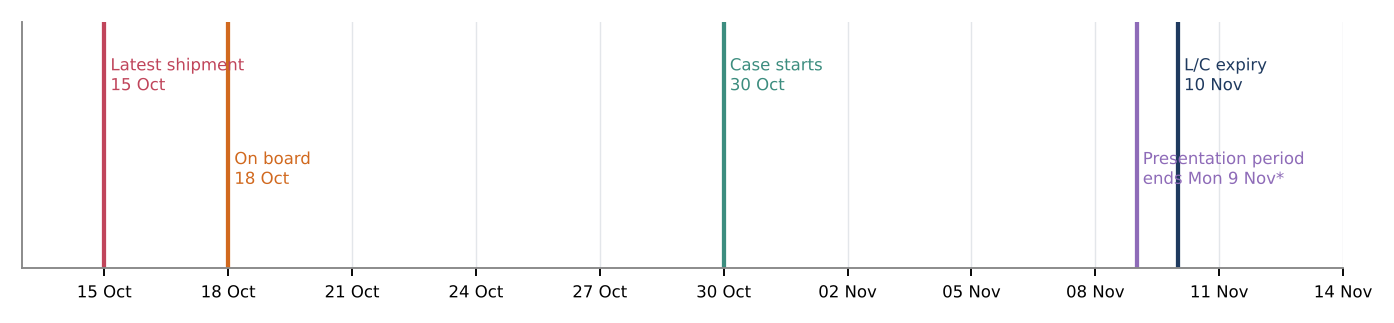 Latest shipment
15 Oct
On board
18 Oct
Case starts
30 Oct
L/C expiry
10 Nov
Presentation period
ends Mon 9 Nov*
15 Oct
18 Oct
21 Oct
24 Oct
27 Oct
30 Oct
02 Nov
05 Nov
08 Nov
11 Nov
14 Nov